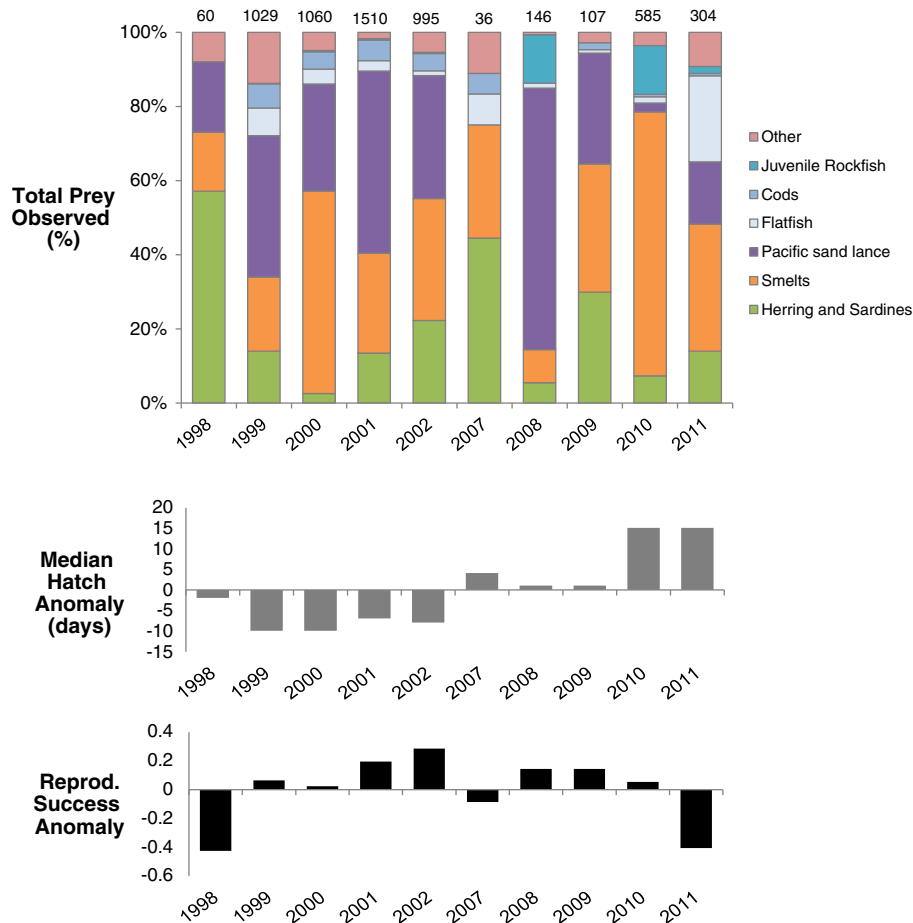 60 1029 1060 1510 995 36 146 107 585 304
100%
80%
60%
40%
20%
0%
Total Prey
Observed
(%)
Other
Juvenile Rockfish
Cods
Flatfish
Pacific sand lance
Smelts
Herring and Sardines
1998 1999 2000 2001 2002 2007 2008 2009 2010 2011
20
15
10
5
0
-5
-10
-15
Median
Hatch
Anomaly
(days)
1998 1999 2000 2001 2002 2007 2008 2009 2010 2011
0.4
0.2
0
-0.2
-0.4
-0.6
Reprod.
Success
Anomaly
1998 1999 2000 2001 2002 2007 2008 2009 2010 2011